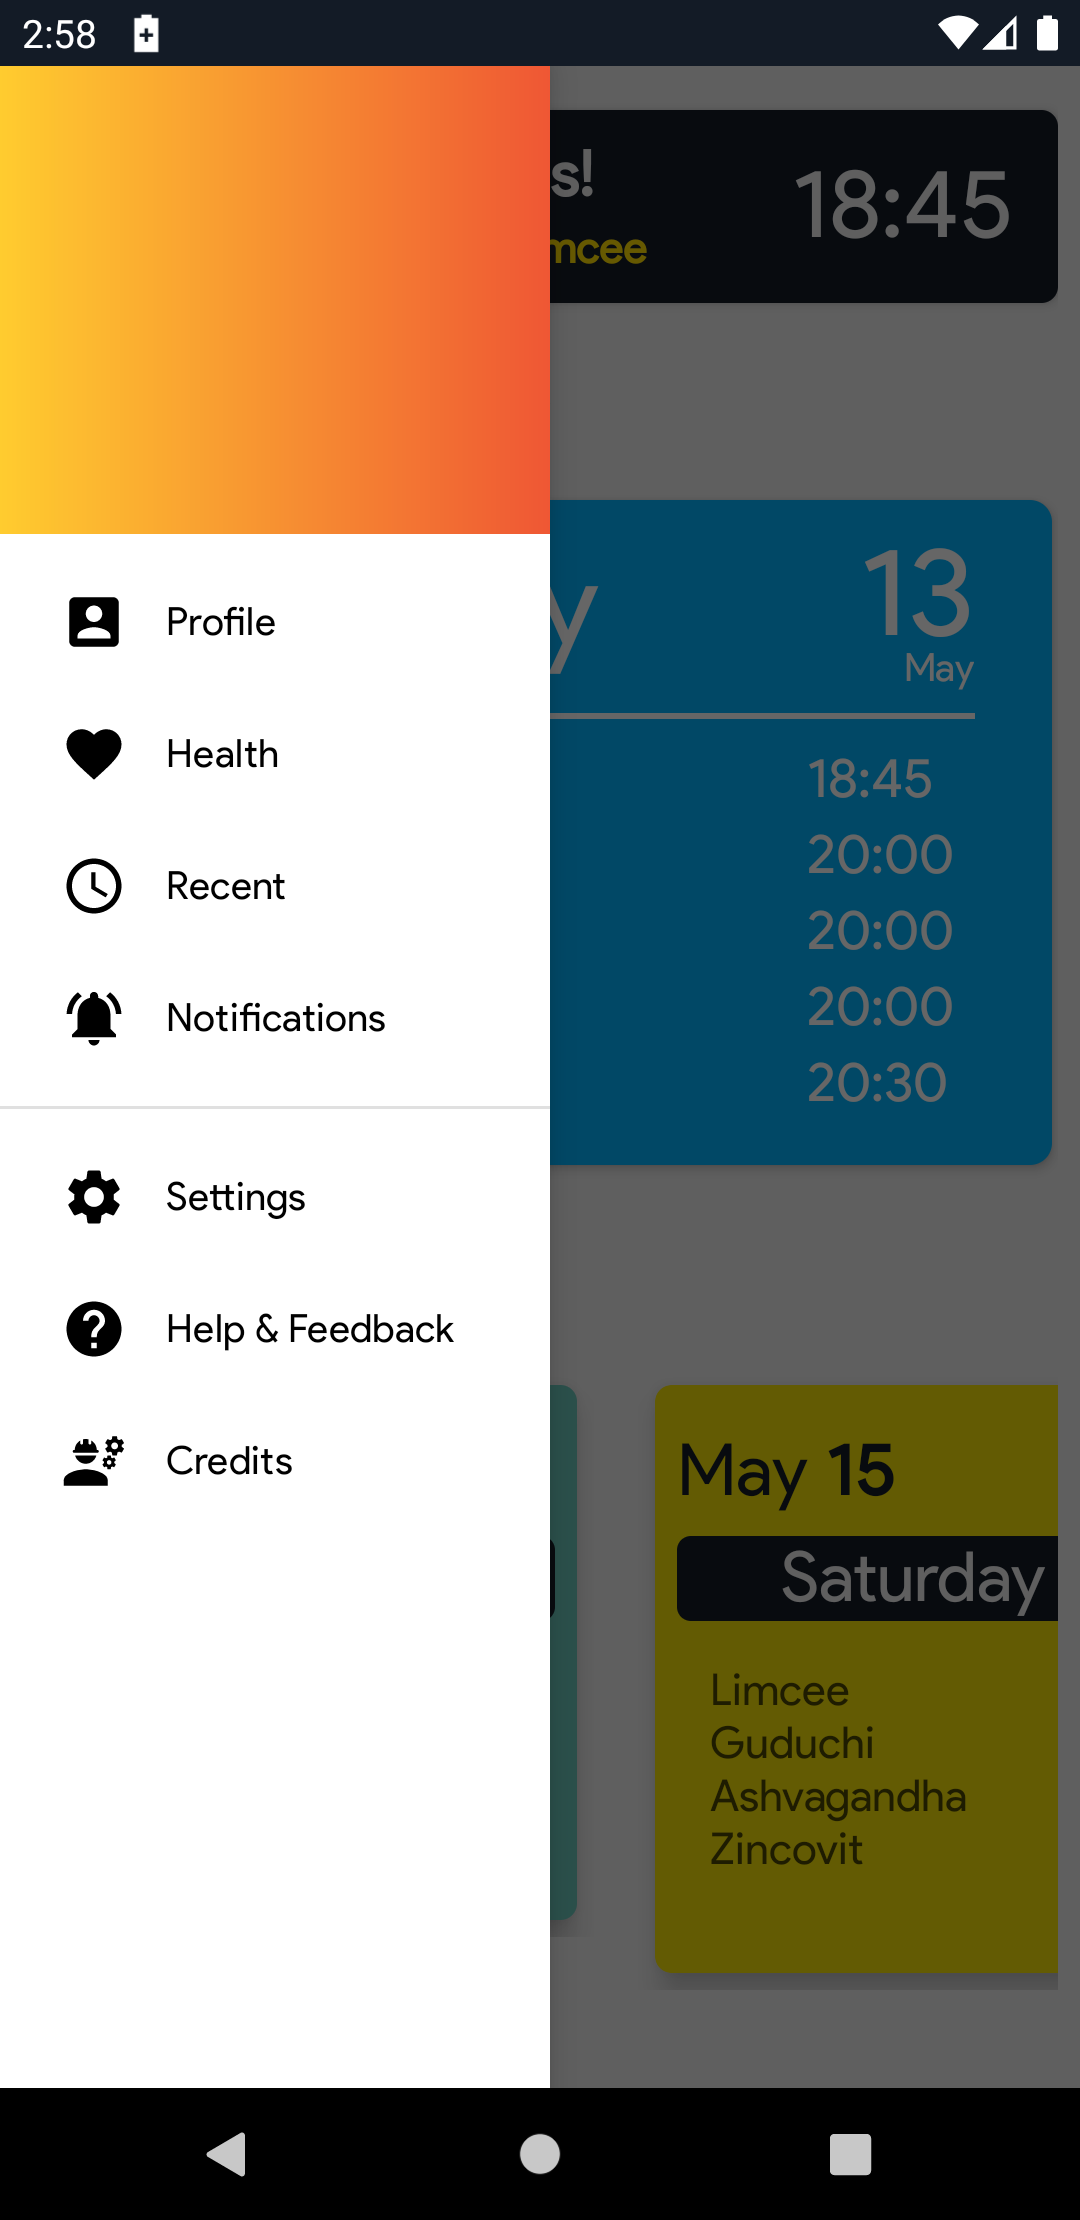 2:58
s!
mcee
18:45
y
13
May
18:45
20:00
20:00
20:00
20:30
Profile
Health
Recent
Notifications
Settings
Help & Feedback
Credits
May 15
Saturday
Limcee
Guduchi
Ashvagandha
Zincovit